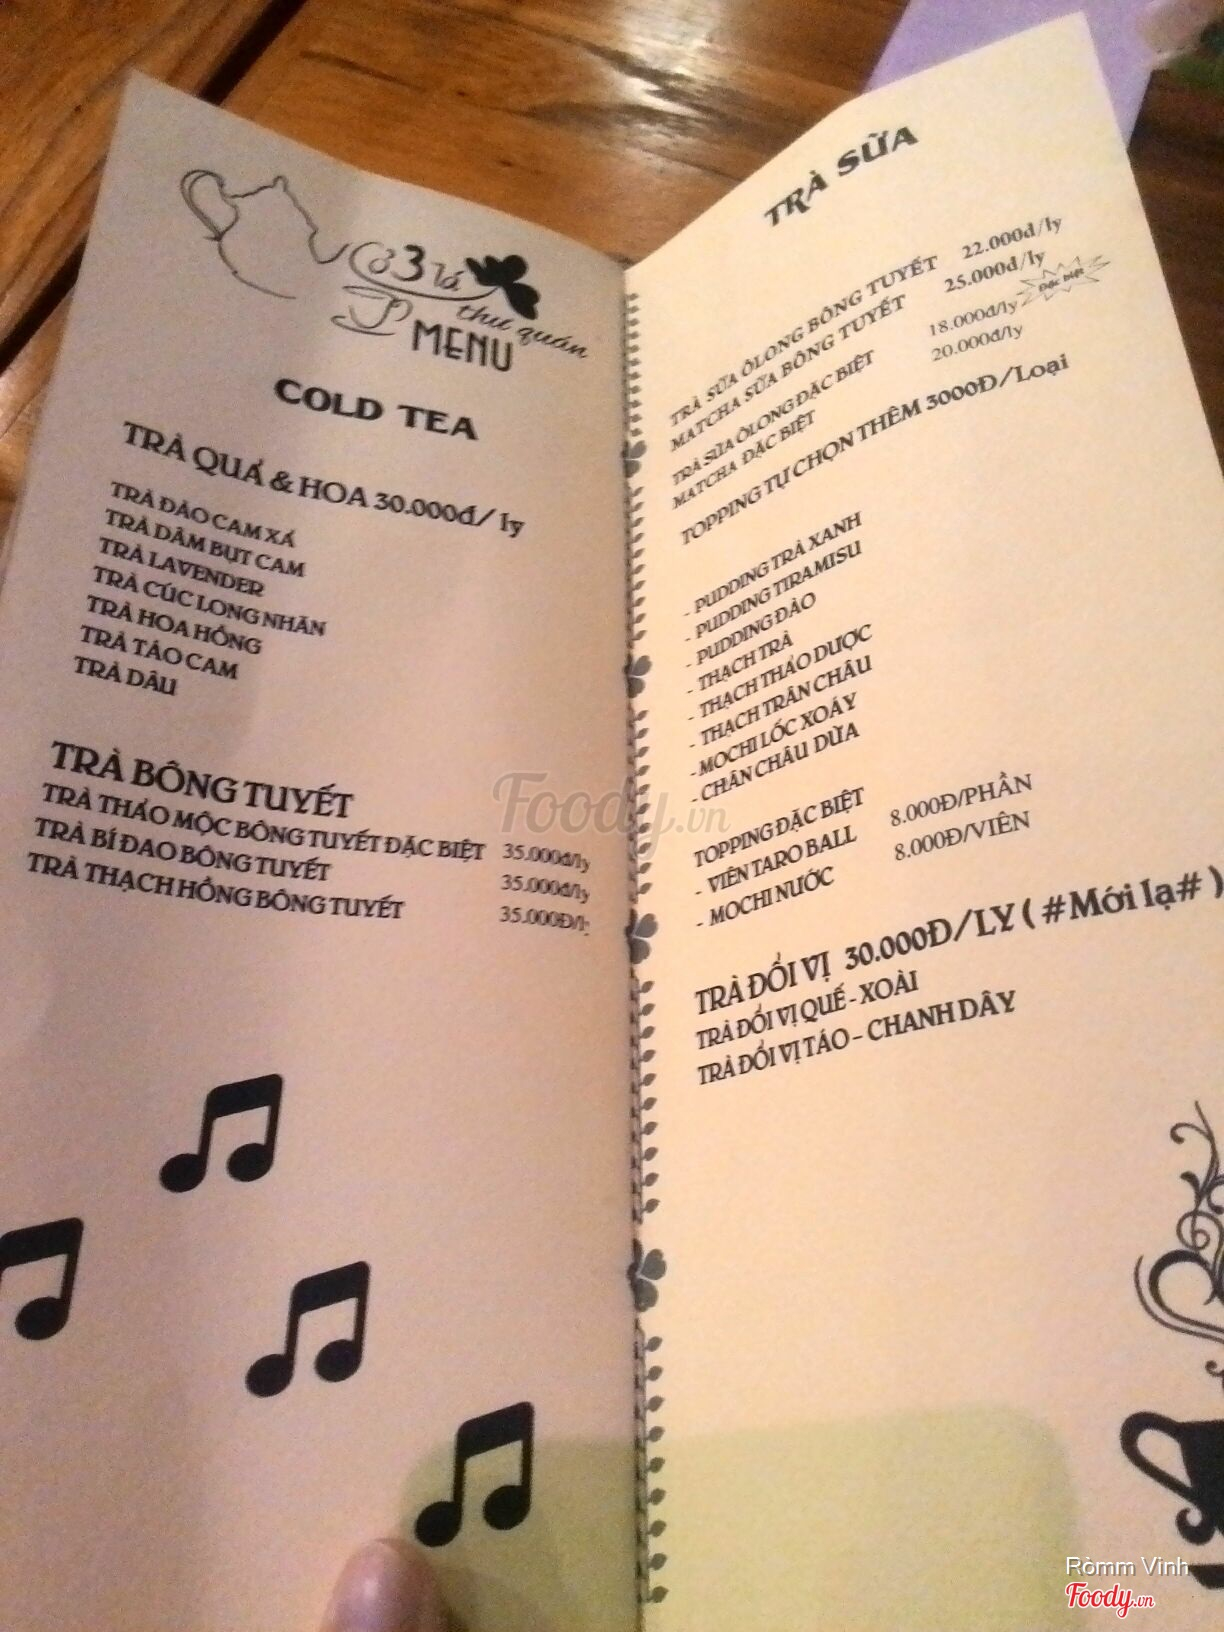 Cỏ 3 lá
thư quán
MENU
COLD TEA
TRÀ QUẢ & HOA 30.000đ/ ly
TRÀ ĐÀO CAM XẢ
TRÀ DÂM BỤT CAM
TRÀ LAVENDER
TRÀ CÚC LONG NHÃN
TRÀ HOA HỒNG
TRÀ TÁO CAM
TRÀ DÂU
TRÀ BÔNG TUYẾT
TRÀ THẢO MỘC BÔNG TUYẾT ĐẶC BIỆT 35.000đ/ly
TRÀ BÍ ĐAO BÔNG TUYẾT 35.000đ/ly
TRÀ THẠCH HỒNG BÔNG TUYẾT 35.000Đ/ly
TRÀ SỮA
TRÀ SỮA ÔLONG BÔNG TUYẾT 22.000đ/ly
MATCHA SỮA BÔNG TUYẾT 25.000đ/ly
TRÀ SỮA ÔLONG ĐẶC BIỆT 18.000đ/ly Đặc biệt
MATCHA ĐẶC BIỆT 20.000đ/ly
TOPPING TỰ CHỌN THÊM 3000Đ/Loại
- PUDDING TRÀ XANH
- PUDDING TIRAMISU
- PUDDING ĐÀO
- THẠCH TRÀ
- THẠCH THẢO DƯỢC
- THẠCH TRÂN CHÂU
- MOCHI LỐC XOÁY
- CHÂN CHÂU DỪA
TOPPING ĐẶC BIỆT
- VIÊN TARO BALL 8.000Đ/PHẦN
- MOCHI NƯỚC 8.000Đ/VIÊN
TRÀ ĐỔI VỊ 30.000Đ/LY ( #Mới lạ# )
TRÀ ĐỔI VỊ QUẾ - XOÀI
TRÀ ĐỔI VỊ TÁO - CHANH DÂY
Foody.vn
Ròmm Vinh
Foody.vn